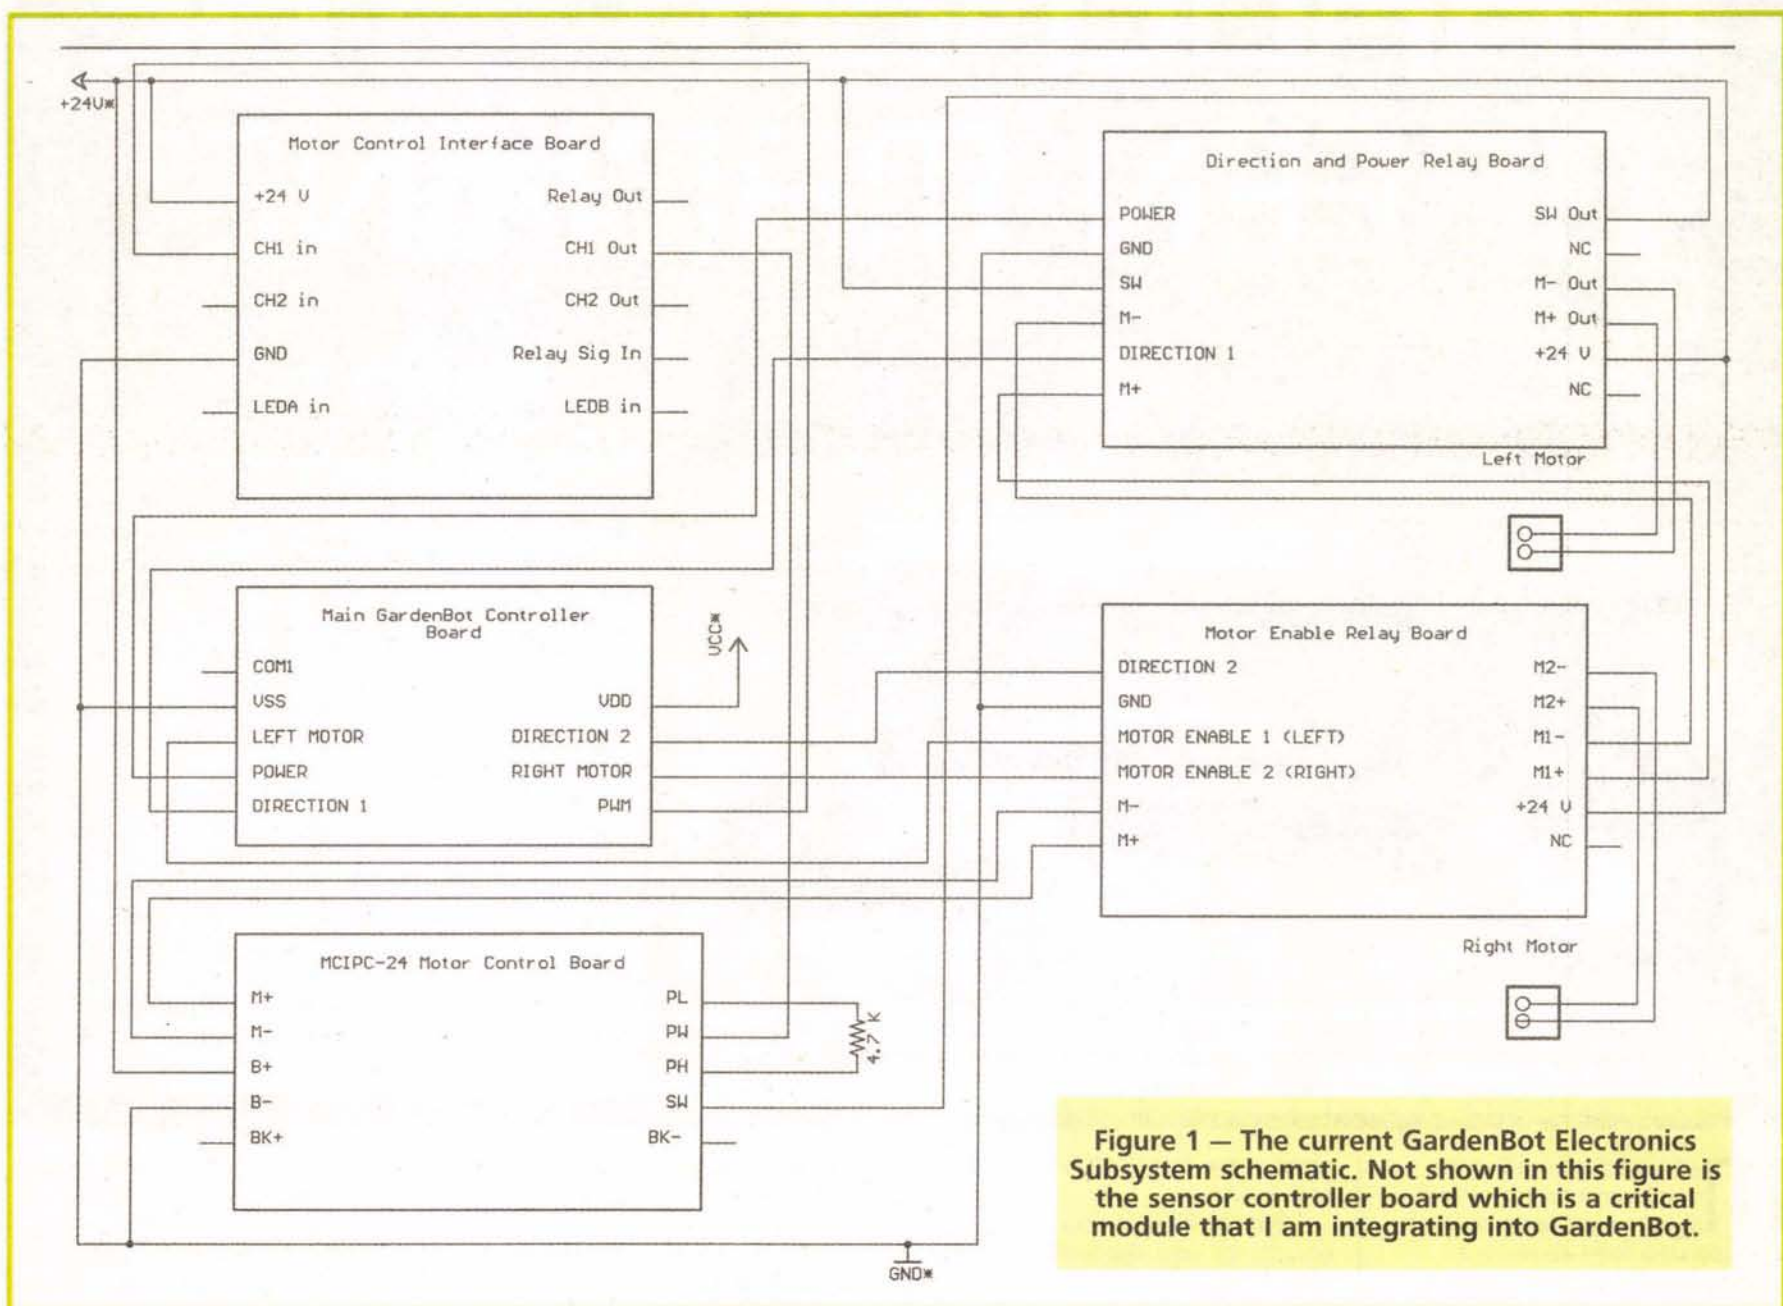 +24V*
Motor Control Interface Board
+24 V
Relay Out
CH1 in
CH1 Out
CH2 in
CH2 Out
GND
Relay Sig In
LEDA in
LEDB in
Direction and Power Relay Board
POWER
SW Out
GND
NC
SW
M- Out
M-
M+ Out
DIRECTION 1
+24 V
M+
NC
Left Motor
Main GardenBot Controller
Board
COM1
VSS
VDD
LEFT MOTOR
DIRECTION 2
POWER
RIGHT MOTOR
DIRECTION 1
PWM
VCC*
Motor Enable Relay Board
DIRECTION 2
M2-
GND
M2+
MOTOR ENABLE 1 (LEFT)
M1-
MOTOR ENABLE 2 (RIGHT)
M1+
M-
+24 V
M+
NC
Right Motor
MCIPC-24 Motor Control Board
M+
PL
M-
PW
B+
PH
B-
SW
BK+
BK-
4.7 K
GND*
Figure 1 — The current GardenBot Electronics
Subsystem schematic. Not shown in this figure is
the sensor controller board which is a critical
module that I am integrating into GardenBot.